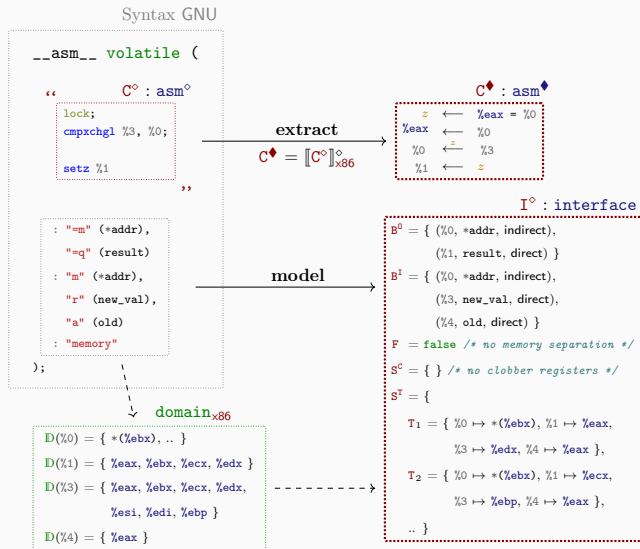 Syntax GNU
__asm__ volatile (
“
C◇ : asm◇
lock;
cmpxchgl %3, %0;
setz %1
”
: "=m" (*addr),
"=q" (result)
: "m" (*addr),
"r" (new_val),
"a" (old)
: "memory"
);
extract
C♦ = ⟦C◇⟧◇x86
C♦ : asm♦
z ← %eax = %0
%eax ← %0
%0 ←z %3
%1 ← z
model
I◇ : interface
B^O = { (%0, *addr, indirect),
(%1, result, direct) }
B^I = { (%0, *addr, indirect),
(%3, new_val, direct),
(%4, old, direct) }
F = false /* no memory separation */
S^C = { } /* no clobber registers */
S^T = {
T1 = { %0 ↦ *(%ebx), %1 ↦ %eax,
%3 ↦ %edx, %4 ↦ %eax },
T2 = { %0 ↦ *(%ebx), %1 ↦ %ecx,
%3 ↦ %ebp, %4 ↦ %eax },
.. }
domainx86
𝔻(%0) = { *(%ebx), .. }
𝔻(%1) = { %eax, %ebx, %ecx, %edx }
𝔻(%3) = { %eax, %ebx, %ecx, %edx,
%esi, %edi, %ebp }
𝔻(%4) = { %eax }